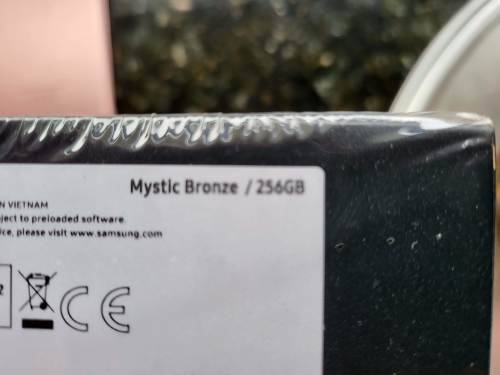 Mystic Bronze / 256GB
N VIETNAM
ject to preloaded software.
ice, please visit www.samsung.com
CE